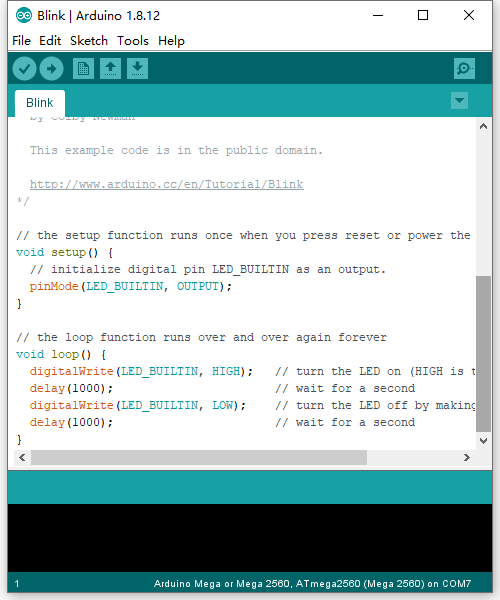 Blink | Arduino 1.8.12
File Edit Sketch Tools Help
Blink
This example code is in the public domain.
http://www.arduino.cc/en/Tutorial/Blink
*/
// the setup function runs once when you press reset or power the
void setup() {
// initialize digital pin LED_BUILTIN as an output.
pinMode(LED_BUILTIN, OUTPUT);
}
// the loop function runs over and over again forever
void loop() {
digitalWrite(LED_BUILTIN, HIGH);   // turn the LED on (HIGH is t
delay(1000);                       // wait for a second
digitalWrite(LED_BUILTIN, LOW);    // turn the LED off by making
delay(1000);                       // wait for a second
}
1 Arduino Mega or Mega 2560, ATmega2560 (Mega 2560) on COM7